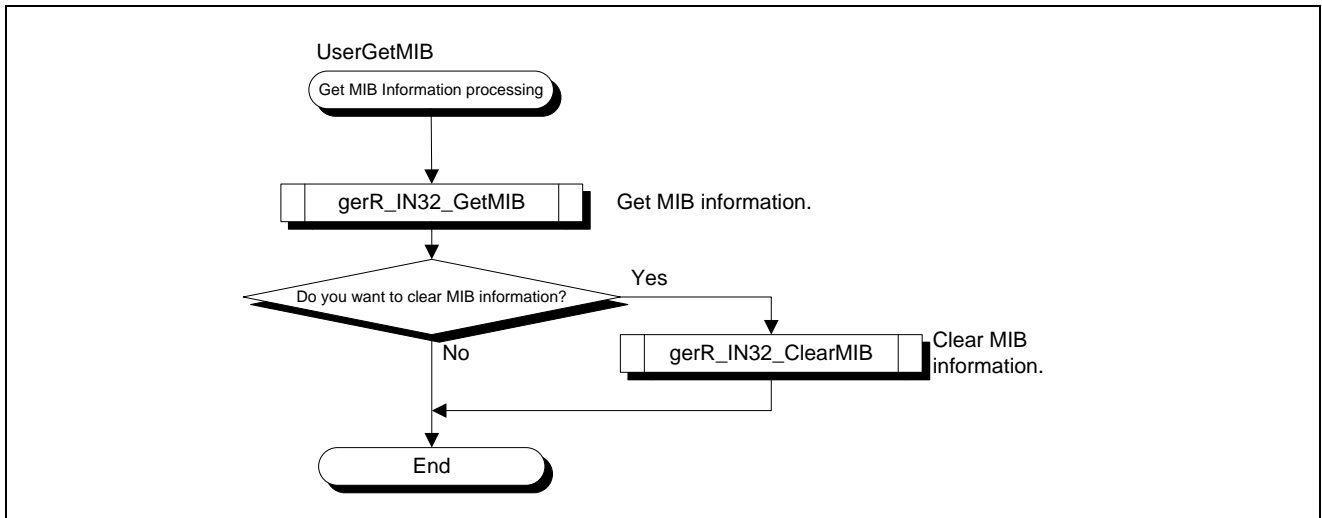 UserGetMIB
Get MIB Information processing
gerR_IN32_GetMIB
Get MIB information.
Do you want to clear MIB information?
Yes
gerR_IN32_ClearMIB
Clear MIB
information.
No
End